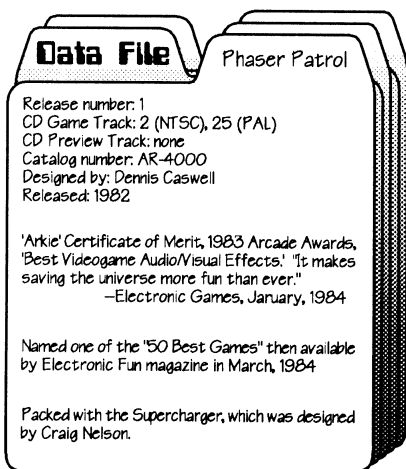 Data File
Phaser Patrol
Release number: 1
CD Game Track: 2 (NTSC), 25 (PAL)
CD Preview Track: none
Catalog number: AR-4000
Designed by: Dennis Caswell
Released: 1982
'Arkie' Certificate of Merit, 1983 Arcade Awards,
'Best Videogame Audio/Visual Effects.' "It makes
saving the universe more fun than ever."
—Electronic Games, January, 1984
Named one of the "50 Best Games" then available
by Electronic Fun magazine in March, 1984
Packed with the Supercharger, which was designed
by Craig Nelson.